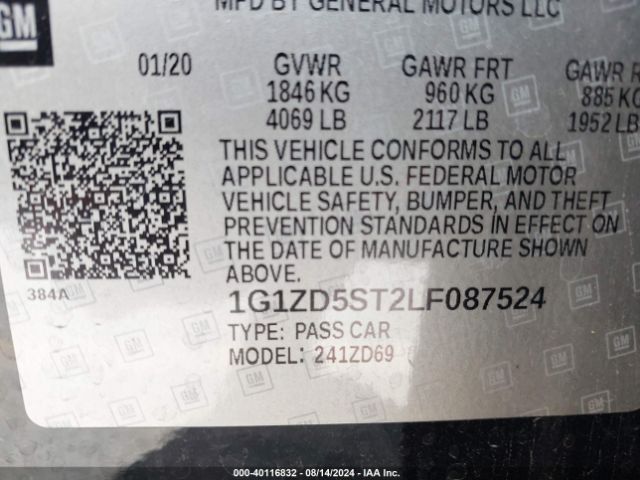 MFD BY GENERAL MOTORS LLC
GM
01/20 GVWR GAWR FRT GAWR
1846 KG 960 KG 885 KG
4069 LB 2117 LB 1952 LB
THIS VEHICLE CONFORMS TO ALL
APPLICABLE U.S. FEDERAL MOTOR
VEHICLE SAFETY, BUMPER, AND THEFT
PREVENTION STANDARDS IN EFFECT ON
THE DATE OF MANUFACTURE SHOWN
ABOVE.
384A
1G1ZD5ST2LF087524
TYPE: PASS CAR
MODEL: 241ZD69
000-40116832 - 08/14/2024 - IAA Inc.